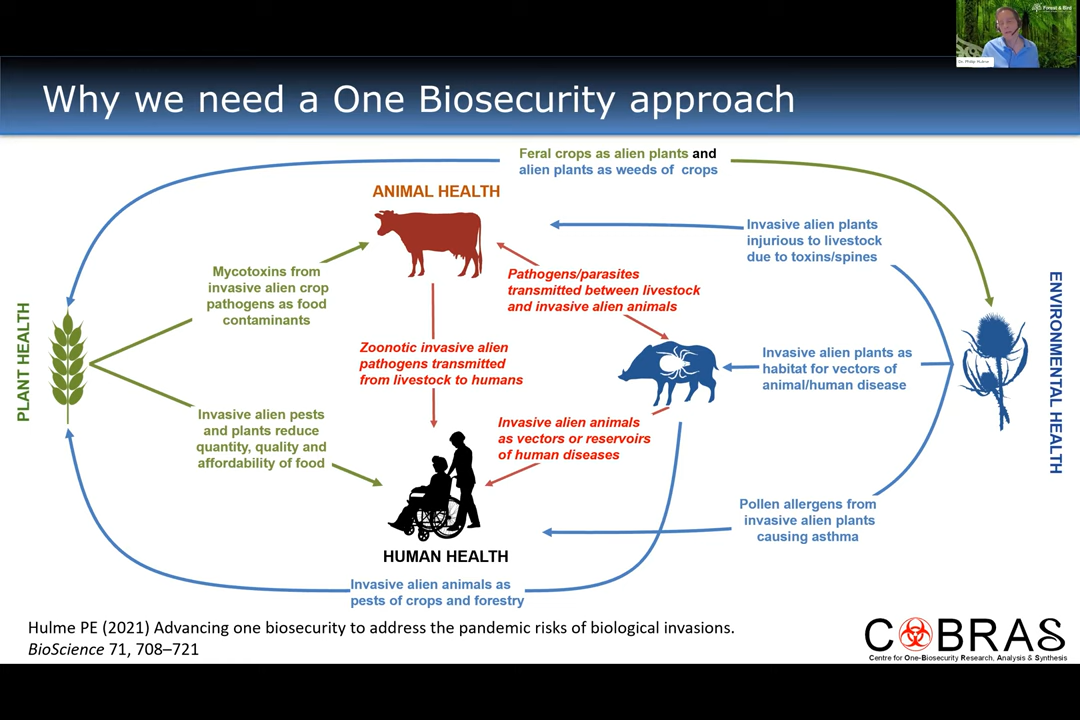 Forest & Bird
Dr. Philip Hulme
Why we need a One Biosecurity approach
Feral crops as alien plants and
alien plants as weeds of crops
ANIMAL HEALTH
Invasive alien plants
injurious to livestock
due to toxins/spines
Mycotoxins from
invasive alien crop
pathogens as food
contaminants
Pathogens/parasites
transmitted between livestock
and invasive alien animals
PLANT HEALTH
ENVIRONMENTAL HEALTH
Zoonotic invasive alien
pathogens transmitted
from livestock to humans
Invasive alien plants as
habitat for vectors of
animal/human disease
Invasive alien pests
and plants reduce
quantity, quality and
affordability of food
Invasive alien animals
as vectors or reservoirs
of human diseases
Pollen allergens from
invasive alien plants
causing asthma
HUMAN HEALTH
Invasive alien animals as
pests of crops and forestry
Hulme PE (2021) Advancing one biosecurity to address the pandemic risks of biological invasions.
BioScience 71, 708–721
COBRAS
Centre for One-Biosecurity Research, Analysis & Synthesis